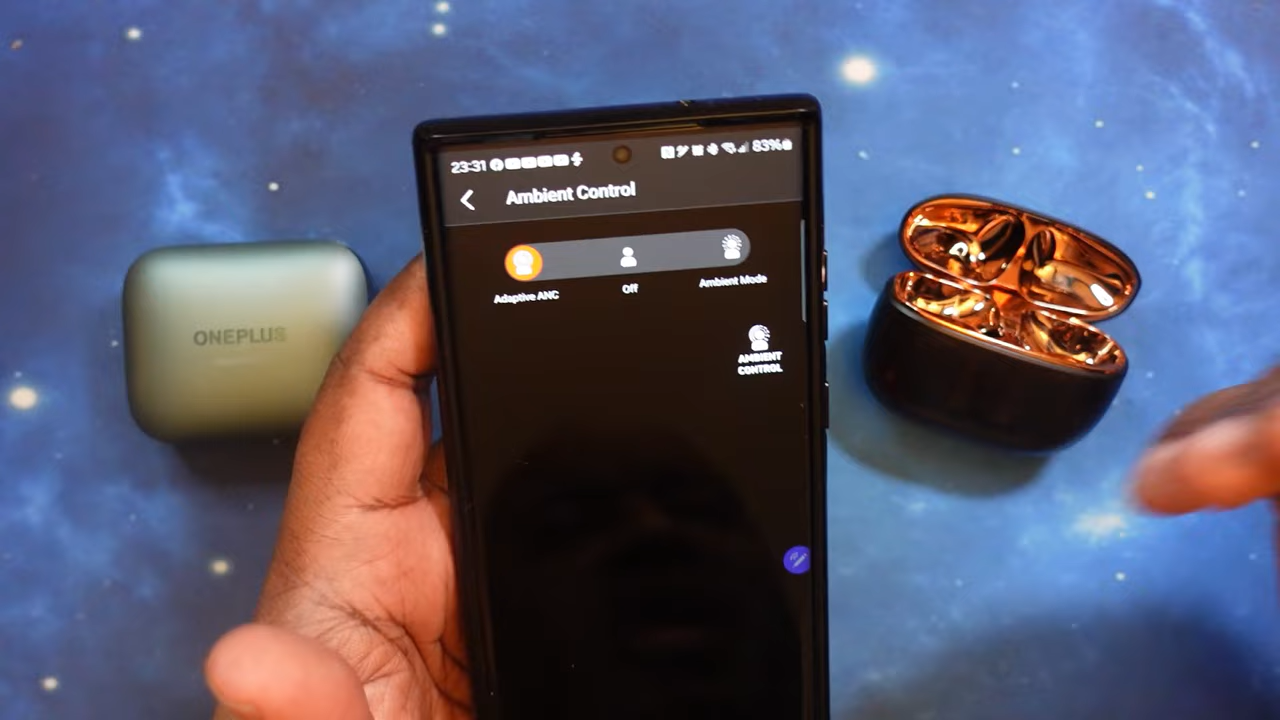 23:31
83%
Ambient Control
Adaptive ANC
Off
Ambient Mode
AMBIENT
CONTROL
ONEPLUS